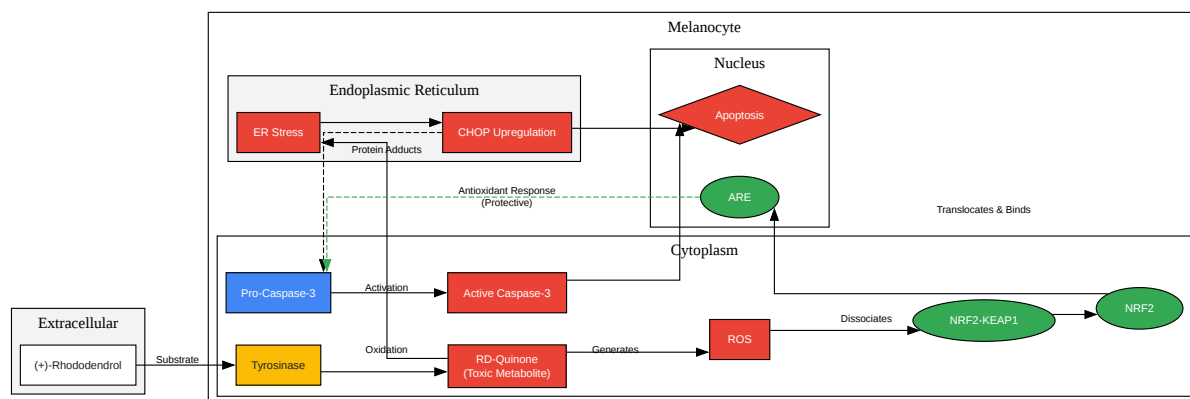 Melanocyte
Nucleus
Endoplasmic Reticulum
Apoptosis
ER Stress
CHOP Upregulation
Protein Adducts
Antioxidant Response
(Protective)
ARE
Translocates & Binds
Cytoplasm
Pro-Caspase-3
Activation
Active Caspase-3
NRF2
Extracellular
Dissociates
NRF2-KEAP1
ROS
(+)-Rhododendrol
Substrate
Tyrosinase
Oxidation
RD-Quinone
(Toxic Metabolite)
Generates